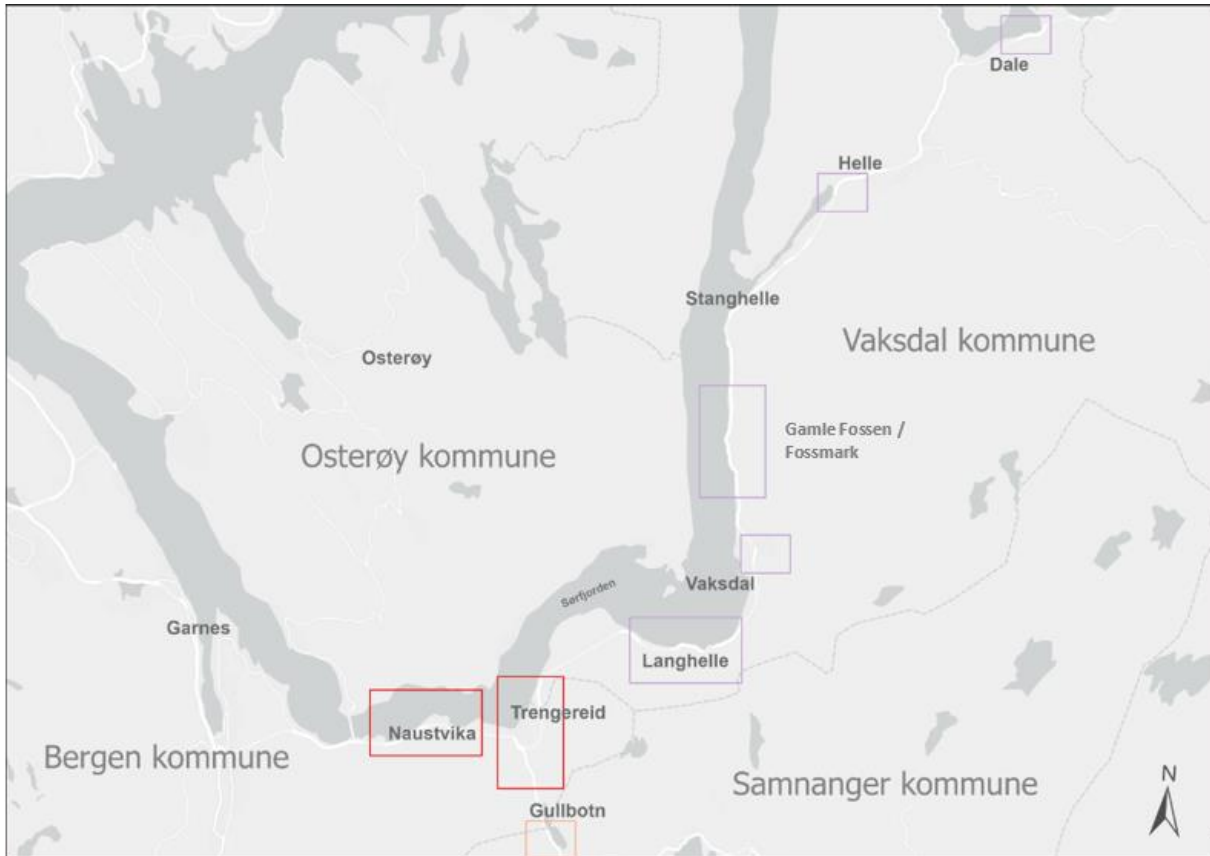 Dale
Helle
Stanghelle
Vaksdal kommune
Osterøy
Gamle Fossen /
Fossmark
Osterøy kommune
Vaksdal
Sørfjorden
Garnes
Langhelle
Trengereid
Naustvika
Bergen kommune
Samnanger kommune
N
Gullbotn